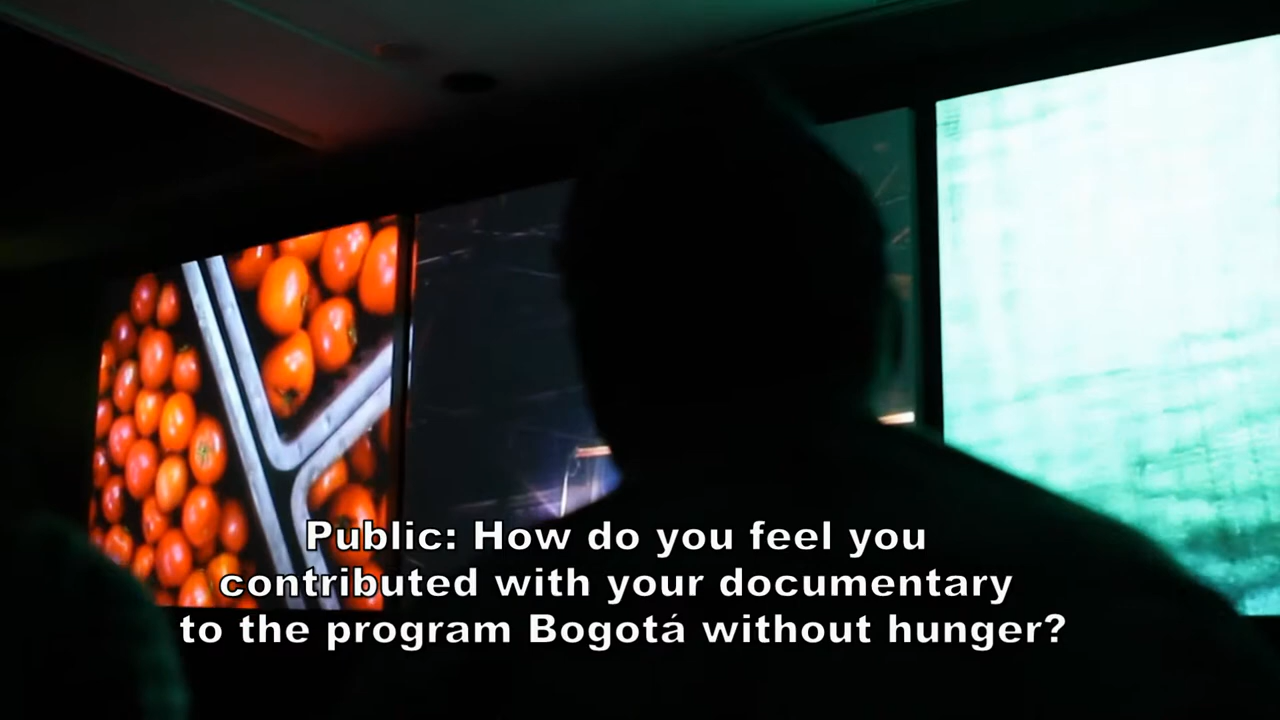 Public: How do you feel you
contributed with your documentary
to the program Bogotá without hunger?